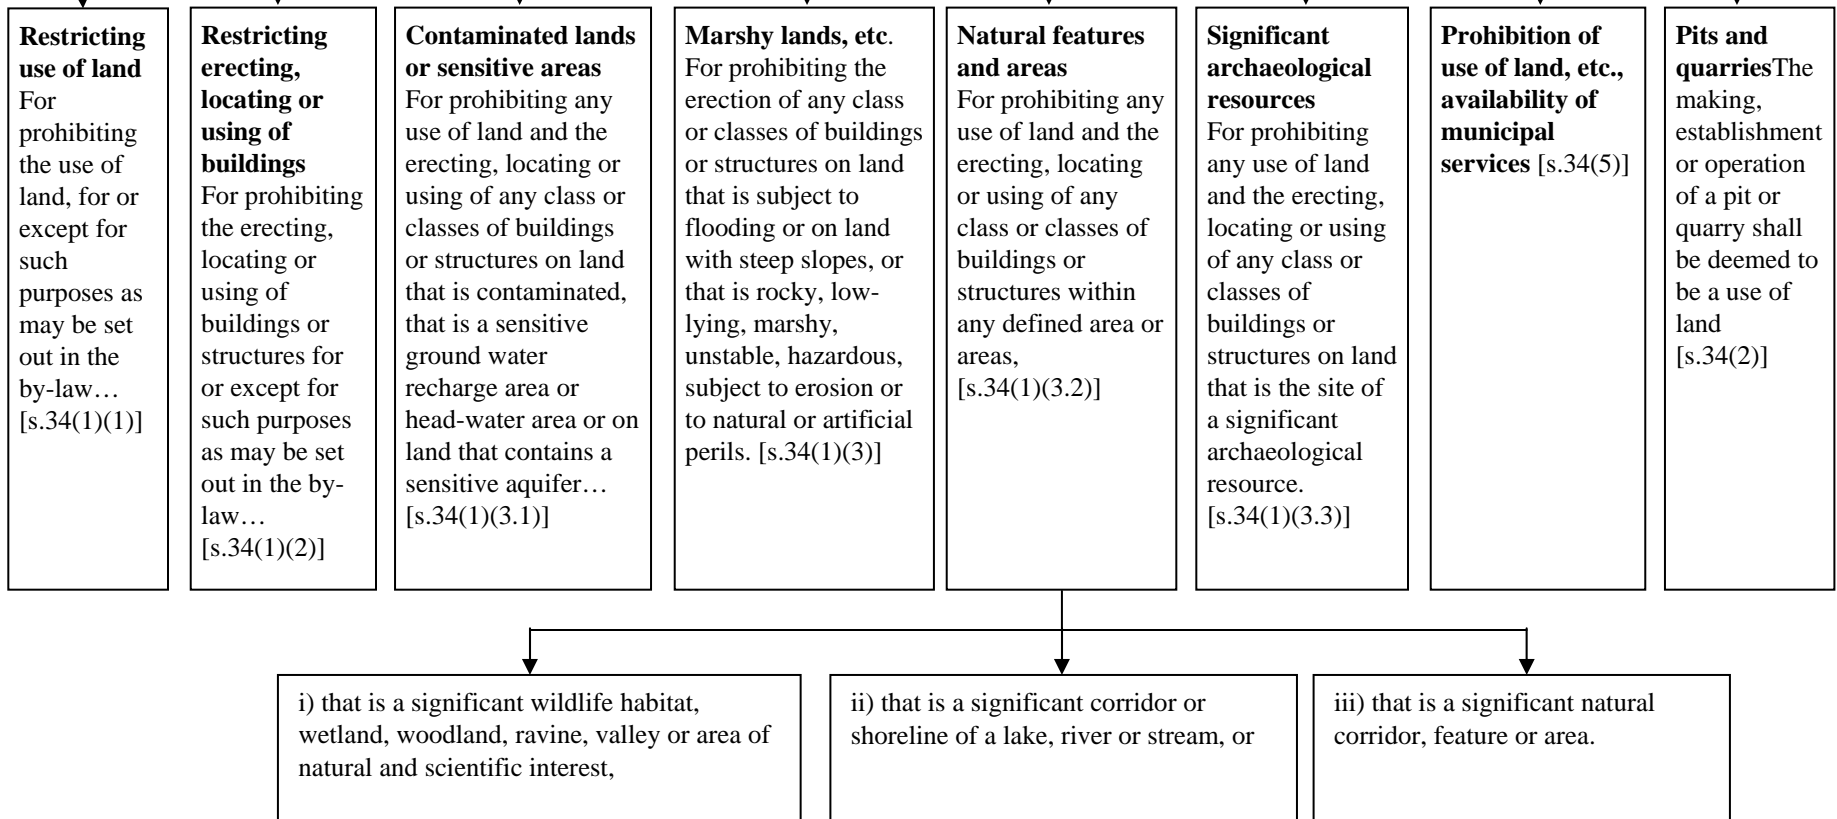 Restricting
use of land
For
prohibiting
the use of
land, for or
except for
such
purposes as
may be set
out in the
by-law…
[s.34(1)(1)]
Restricting
erecting,
locating or
using of
buildings
For prohibiting
the erecting,
locating or
using of
buildings or
structures for
or except for
such purposes
as may be set
out in the by-
law…
[s.34(1)(2)]
Contaminated lands
or sensitive areas
For prohibiting any
use of land and the
erecting, locating or
using of any class or
classes of buildings
or structures on land
that is contaminated,
that is a sensitive
ground water
recharge area or
head-water area or on
land that contains a
sensitive aquifer…
[s.34(1)(3.1)]
Marshy lands, etc.
For prohibiting the
erection of any class
or classes of buildings
or structures on land
that is subject to
flooding or on land
with steep slopes, or
that is rocky, low-
lying, marshy,
unstable, hazardous,
subject to erosion or
to natural or artificial
perils. [s.34(1)(3)]
Natural features
and areas
For prohibiting any
use of land and the
erecting, locating
or using of any
class or classes of
buildings or
structures within
any defined area or
areas,
[s.34(1)(3.2)]
Significant
archaeological
resources
For prohibiting
any use of land
and the erecting,
locating or using
of any class or
classes of
buildings or
structures on land
that is the site of
a significant
archaeological
resource.
[s.34(1)(3.3)]
Prohibition of
use of land, etc.,
availability of
municipal
services [s.34(5)]
Pits and
quarriesThe
making,
establishment
or operation
of a pit or
quarry shall
be deemed to
be a use of
land
[s.34(2)]
i) that is a significant wildlife habitat,
wetland, woodland, ravine, valley or area of
natural and scientific interest,
ii) that is a significant corridor or
shoreline of a lake, river or stream, or
iii) that is a significant natural
corridor, feature or area.